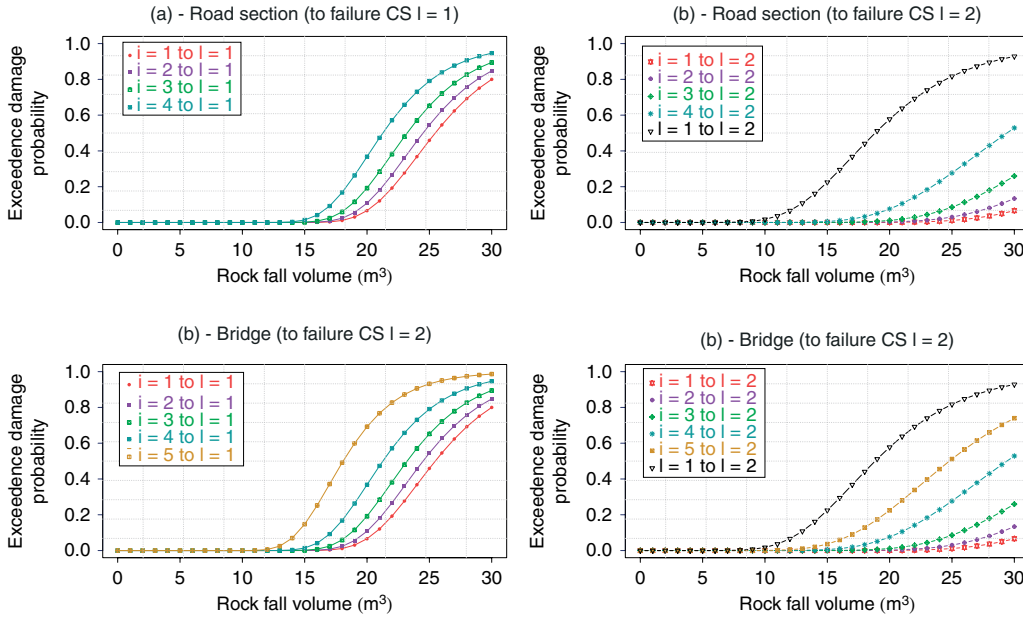 (a) - Road section (to failure CS l = 1)
Exceedence damage
probability
1.0
0.8
0.6
0.4
0.2
0.0
i = 1 to l = 1
i = 2 to l = 1
i = 3 to l = 1
i = 4 to l = 1
0 5 10 15 20 25 30
Rock fall volume (m³)
(b) - Road section (to failure CS l = 2)
Exceedence damage
probability
1.0
0.8
0.6
0.4
0.2
0.0
i = 1 to l = 2
i = 2 to l = 2
i = 3 to l = 2
i = 4 to l = 2
l = 1 to l = 2
0 5 10 15 20 25 30
Rock fall volume (m³)
(b) - Bridge (to failure CS l = 2)
Exceedence damage
probability
1.0
0.8
0.6
0.4
0.2
0.0
i = 1 to l = 1
i = 2 to l = 1
i = 3 to l = 1
i = 4 to l = 1
i = 5 to l = 1
0 5 10 15 20 25 30
Rock fall volume (m³)
(b) - Bridge (to failure CS l = 2)
Exceedence damage
probability
1.0
0.8
0.6
0.4
0.2
0.0
i = 1 to l = 2
i = 2 to l = 2
i = 3 to l = 2
i = 4 to l = 2
i = 5 to l = 2
l = 1 to l = 2
0 5 10 15 20 25 30
Rock fall volume (m³)